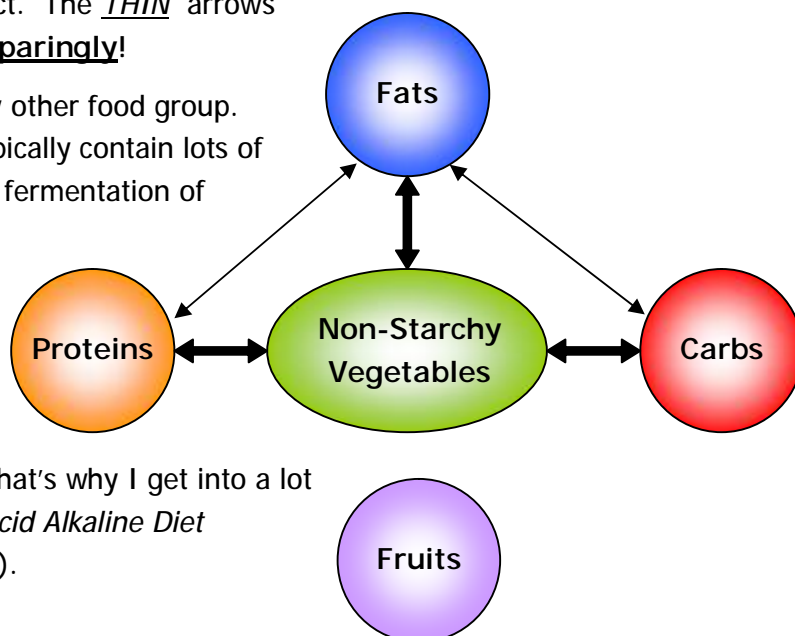 ct. The THIN arrows
paringly!
other food group.
pically contain lots of
fermentation of
hat's why I get into a lot
cid Alkaline Diet
).
Fats
Proteins
Non-Starchy
Vegetables
Carbs
Fruits